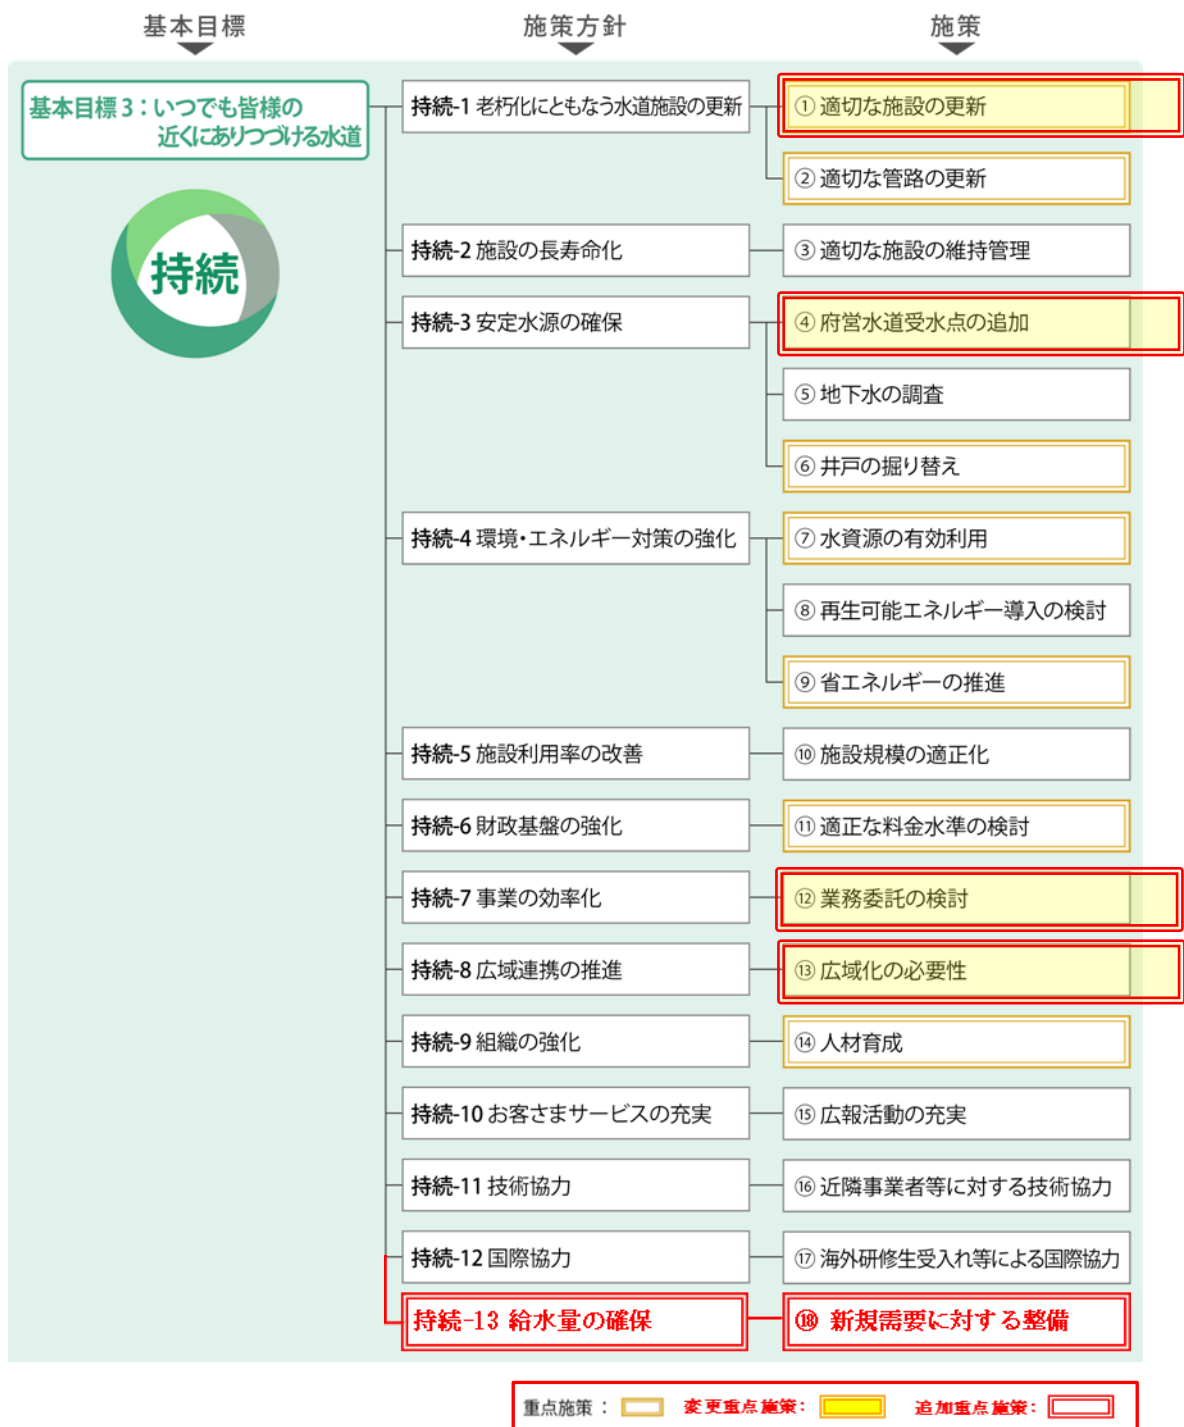 基本目標
施策方針
施策
基本目標 3：いつでも皆様の
近くにありつづける水道
持続
持続-1 老朽化にともなう水道施設の更新
① 適切な施設の更新
② 適切な管路の更新
持続-2 施設の長寿命化
③ 適切な施設の維持管理
持続-3 安定水源の確保
④ 府営水道受水点の追加
⑤ 地下水の調査
⑥ 井戸の掘り替え
持続-4 環境・エネルギー対策の強化
⑦ 水資源の有効利用
⑧ 再生可能エネルギー導入の検討
⑨ 省エネルギーの推進
持続-5 施設利用率の改善
⑩ 施設規模の適正化
持続-6 財政基盤の強化
⑪ 適正な料金水準の検討
持続-7 事業の効率化
⑫ 業務委託の検討
持続-8 広域連携の推進
⑬ 広域化の必要性
持続-9 組織の強化
⑭ 人材育成
持続-10 お客さまサービスの充実
⑮ 広報活動の充実
持続-11 技術協力
⑯ 近隣事業者等に対する技術協力
持続-12 国際協力
⑰ 海外研修生受入れ等による国際協力
持続-13 給水量の確保
⑱ 新規需要に対する整備
重点施策： 変更重点施策： 追加重点施策：